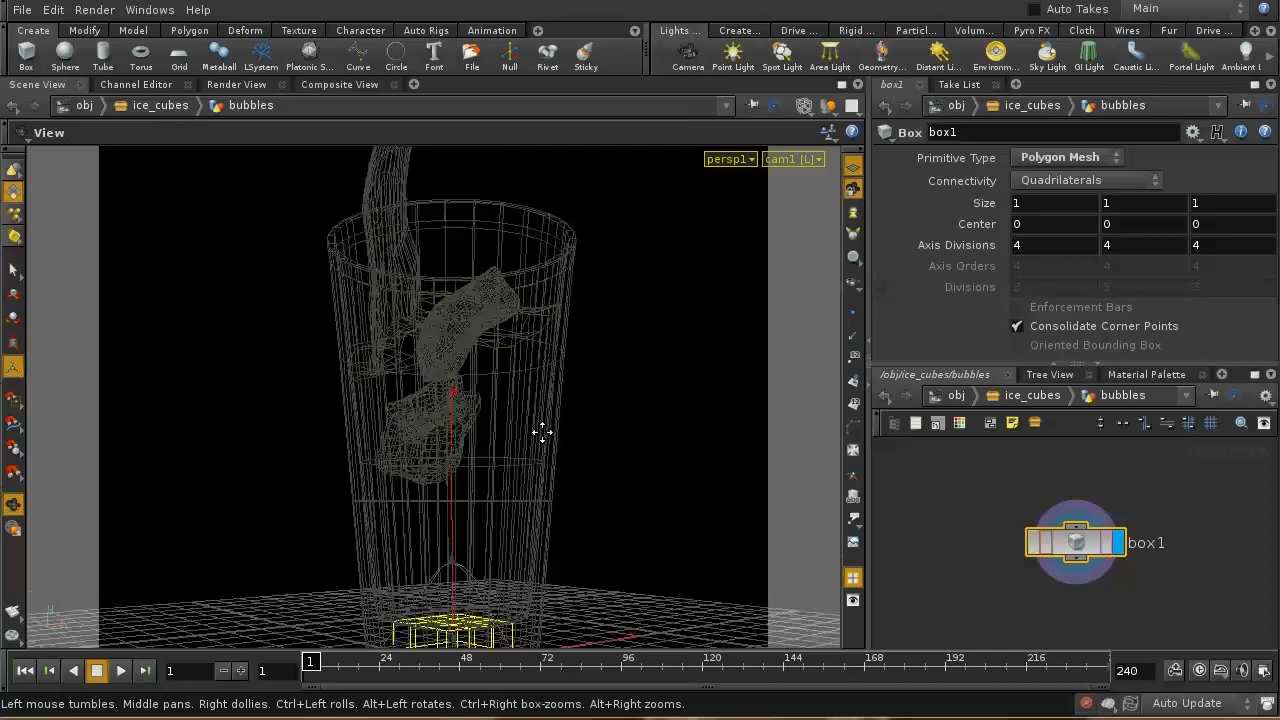 File Edit Render Windows Help Auto Takes Main
Create Modify Model Polygon Deform Texture Character Auto Rigs Animation Lights ... Create... Drive ... Rigid ... Particl... Volum... Pyro FX Cloth Wires Fur Drive ...
Box Sphere Tube Torus Grid Metaball LSystem Platonic S... Curve Circle Font File Null Rivet Sticky Camera Point Light Spot Light Area Light Geometry... Distant Li... Environm... Sky Light GI Light Caustic Li... Portal Light Ambient L
Scene View Channel Editor Render View Composite View box1 Take List
obj ice_cubes bubbles obj ice_cubes bubbles
View Box box1
persp1 cam1 [L]
Primitive Type Polygon Mesh
Connectivity Quadrilaterals
Size 1 1 1
Center 0 0 0
Axis Divisions 4 4 4
Axis Orders 4 4 4
Divisions 3 3 3
Enforcement Bars
Consolidate Corner Points
Oriented Bounding Box
/obj/ice_cubes/bubbles Tree View Material Palette
obj ice_cubes bubbles
box1
1 1 1 24 48 72 96 120 144 168 192 216 240
Left mouse tumbles. Middle pans. Right dollies. Ctrl+Left rolls. Alt+Left rotates. Ctrl+Right box-zooms. Alt+Right zooms. Auto Update